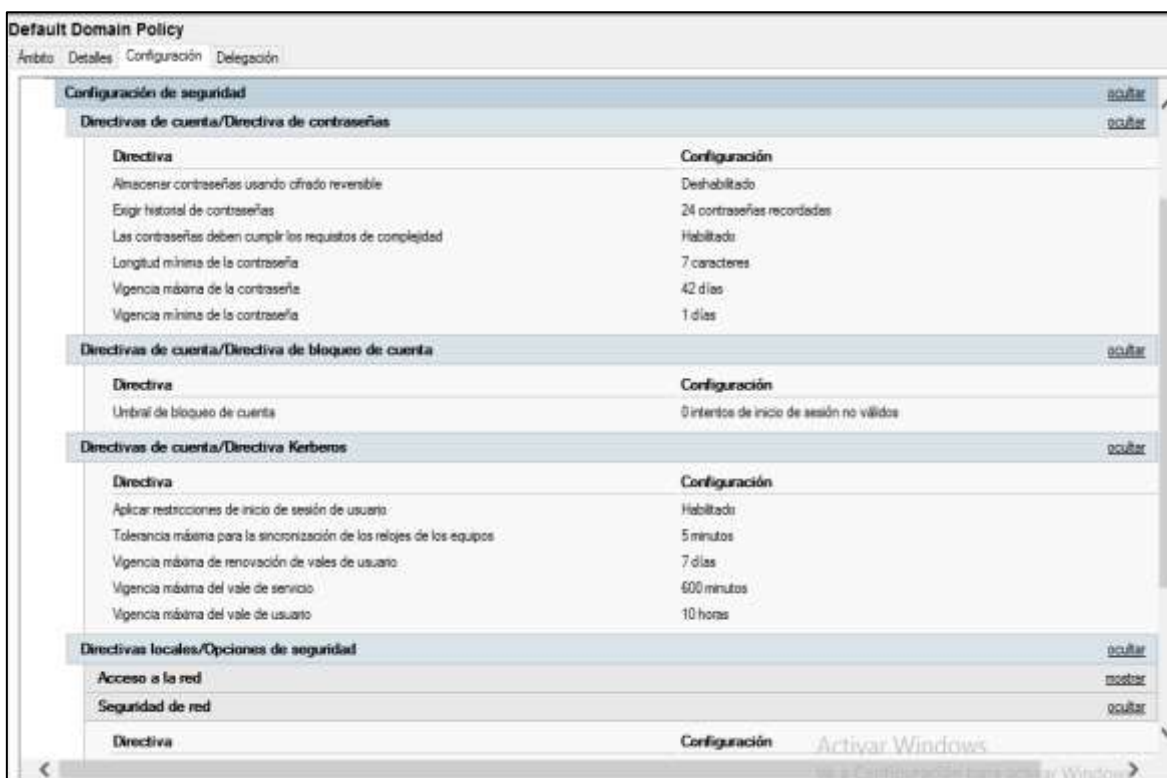 Default Domain Policy
Ámbito Detalles Configuración Delegación
Configuración de seguridad ocultar
Directivas de cuenta/Directiva de contraseñas ocultar
Directiva Configuración
Almacenar contraseñas usando cifrado reversible Deshabilitado
Exigir historial de contraseñas 24 contraseñas recordadas
Las contraseñas deben cumplir los requisitos de complejidad Habilitado
Longitud mínima de la contraseña 7 caracteres
Vigencia máxima de la contraseña 42 días
Vigencia mínima de la contraseña 1 días
Directivas de cuenta/Directiva de bloqueo de cuenta ocultar
Directiva Configuración
Umbral de bloqueo de cuenta 0 intentos de inicio de sesión no válidos
Directivas de cuenta/Directiva Kerberos ocultar
Directiva Configuración
Aplicar restricciones de inicio de sesión de usuario Habilitado
Tolerancia máxima para la sincronización de los relojes de los equipos 5 minutos
Vigencia máxima de renovación de vales de usuario 7 días
Vigencia máxima del vale de servicio 600 minutos
Vigencia máxima del vale de usuario 10 horas
Directivas locales/Opciones de seguridad ocultar
Acceso a la red mostrar
Seguridad de red ocultar
Directiva Configuración
Activar Windows
Ve a Configuración para activar Windows